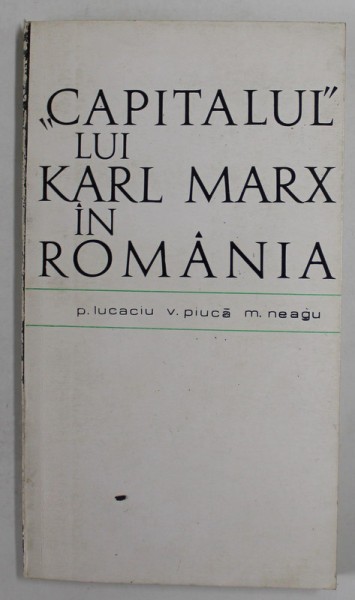 „CAPITALUL”
LUI
KARL MARX
ÎN
ROMÂNIA
p. lucaciu v. piucă m. neagu